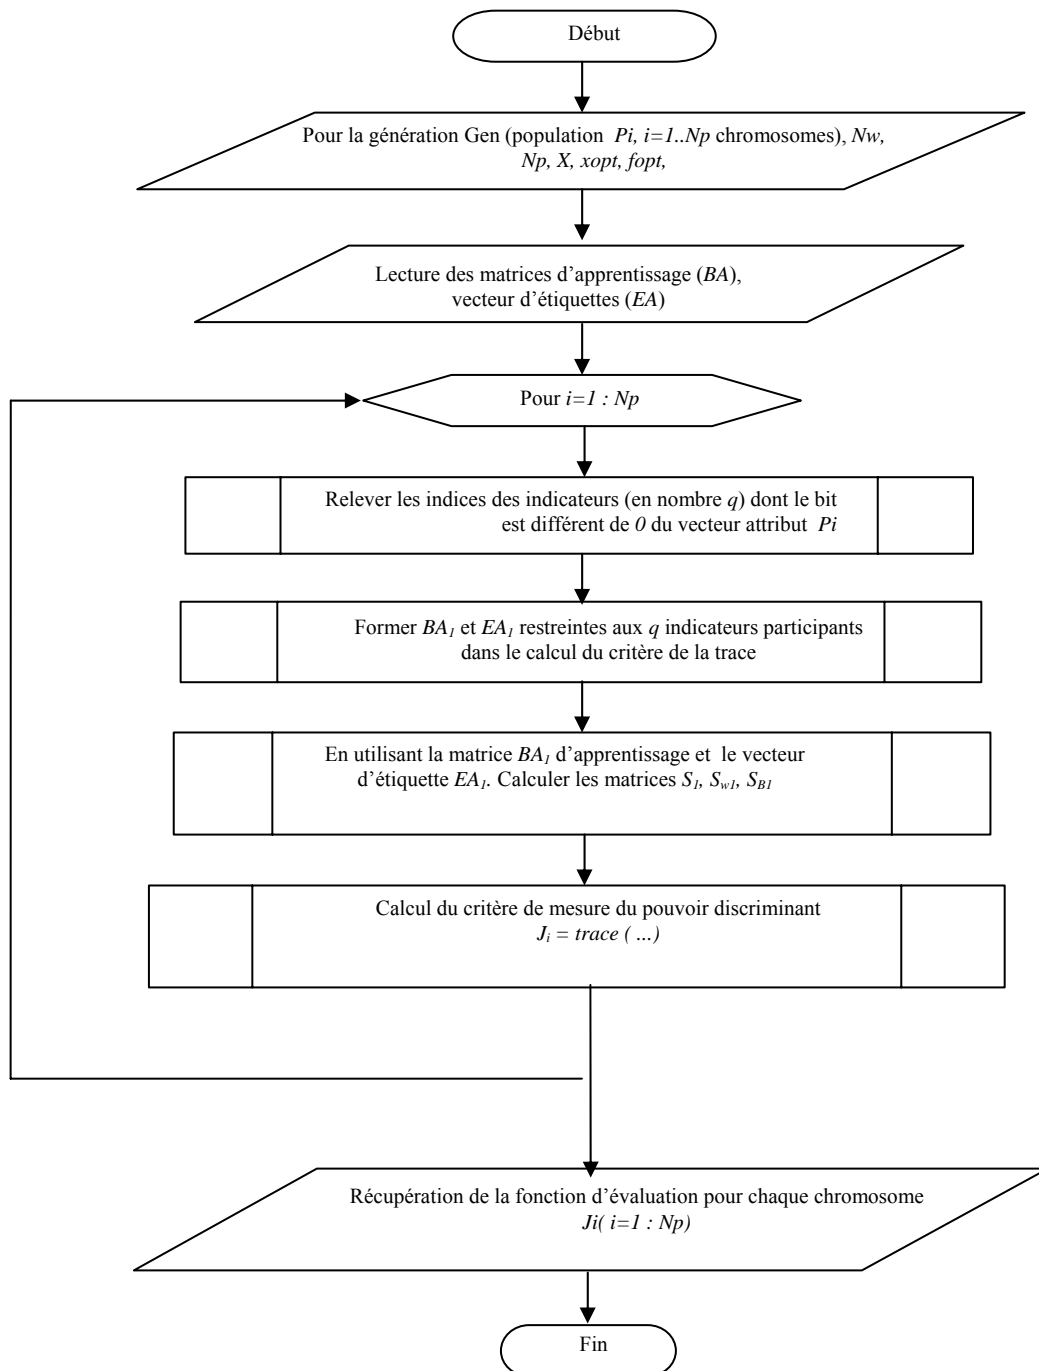 Début
Pour la génération Gen (population Pi, i=1..Np chromosomes), Nw,
Np, X, xopt, fopt,
Lecture des matrices d’apprentissage (BA),
vecteur d’étiquettes (EA)
Pour i=1 : Np
Relever les indices des indicateurs (en nombre q) dont le bit
est différent de 0 du vecteur attribut Pi
Former BA₁ et EA₁ restreintes aux q indicateurs participants
dans le calcul du critère de la trace
En utilisant la matrice BA₁ d’apprentissage et le vecteur
d’étiquette EA₁. Calculer les matrices S₁, Sw1, SB1
Calcul du critère de mesure du pouvoir discriminant
Jᵢ = trace ( ...)
Récupération de la fonction d’évaluation pour chaque chromosome
Ji( i=1 : Np)
Fin